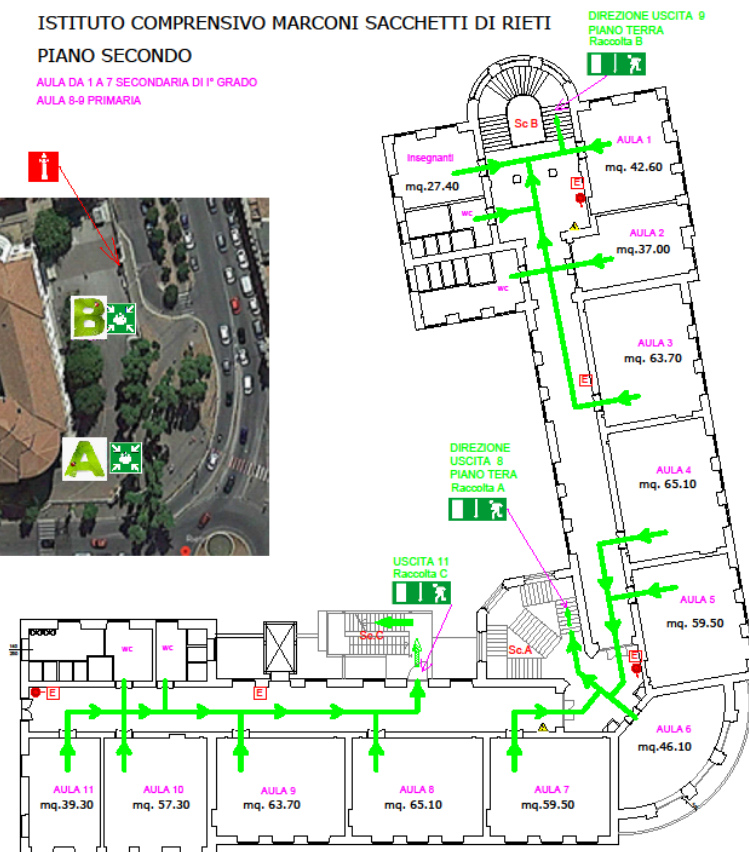 ISTITUTO COMPRENSIVO MARCONI SACCHETTI DI RIETI
PIANO SECONDO
AULA DA 1 A 7 SECONDARIA DI I° GRADO
AULA 8-9 PRIMARIA
DIREZIONE USCITA 9
PIANO TERRA
Raccolta B
Sc B
AULA 1
mq. 42.60
Insegnanti
mq.27.40
E
WC
AULA 2
mq.37.00
WC
B
AULA 3
mq. 63.70
E
A
DIREZIONE
USCITA 8
PIANO TERA
Raccolta A
AULA 4
mq. 65.10
USCITA 11
Raccolta C
AULA 5
mq. 59.50
Sc.C
Sc.A
WC
WC
E
E
E
AULA 6
mq.46.10
AULA 11
mq.39.30
AULA 10
mq. 57.30
AULA 9
mq. 63.70
AULA 8
mq. 65.10
AULA 7
mq.59.50